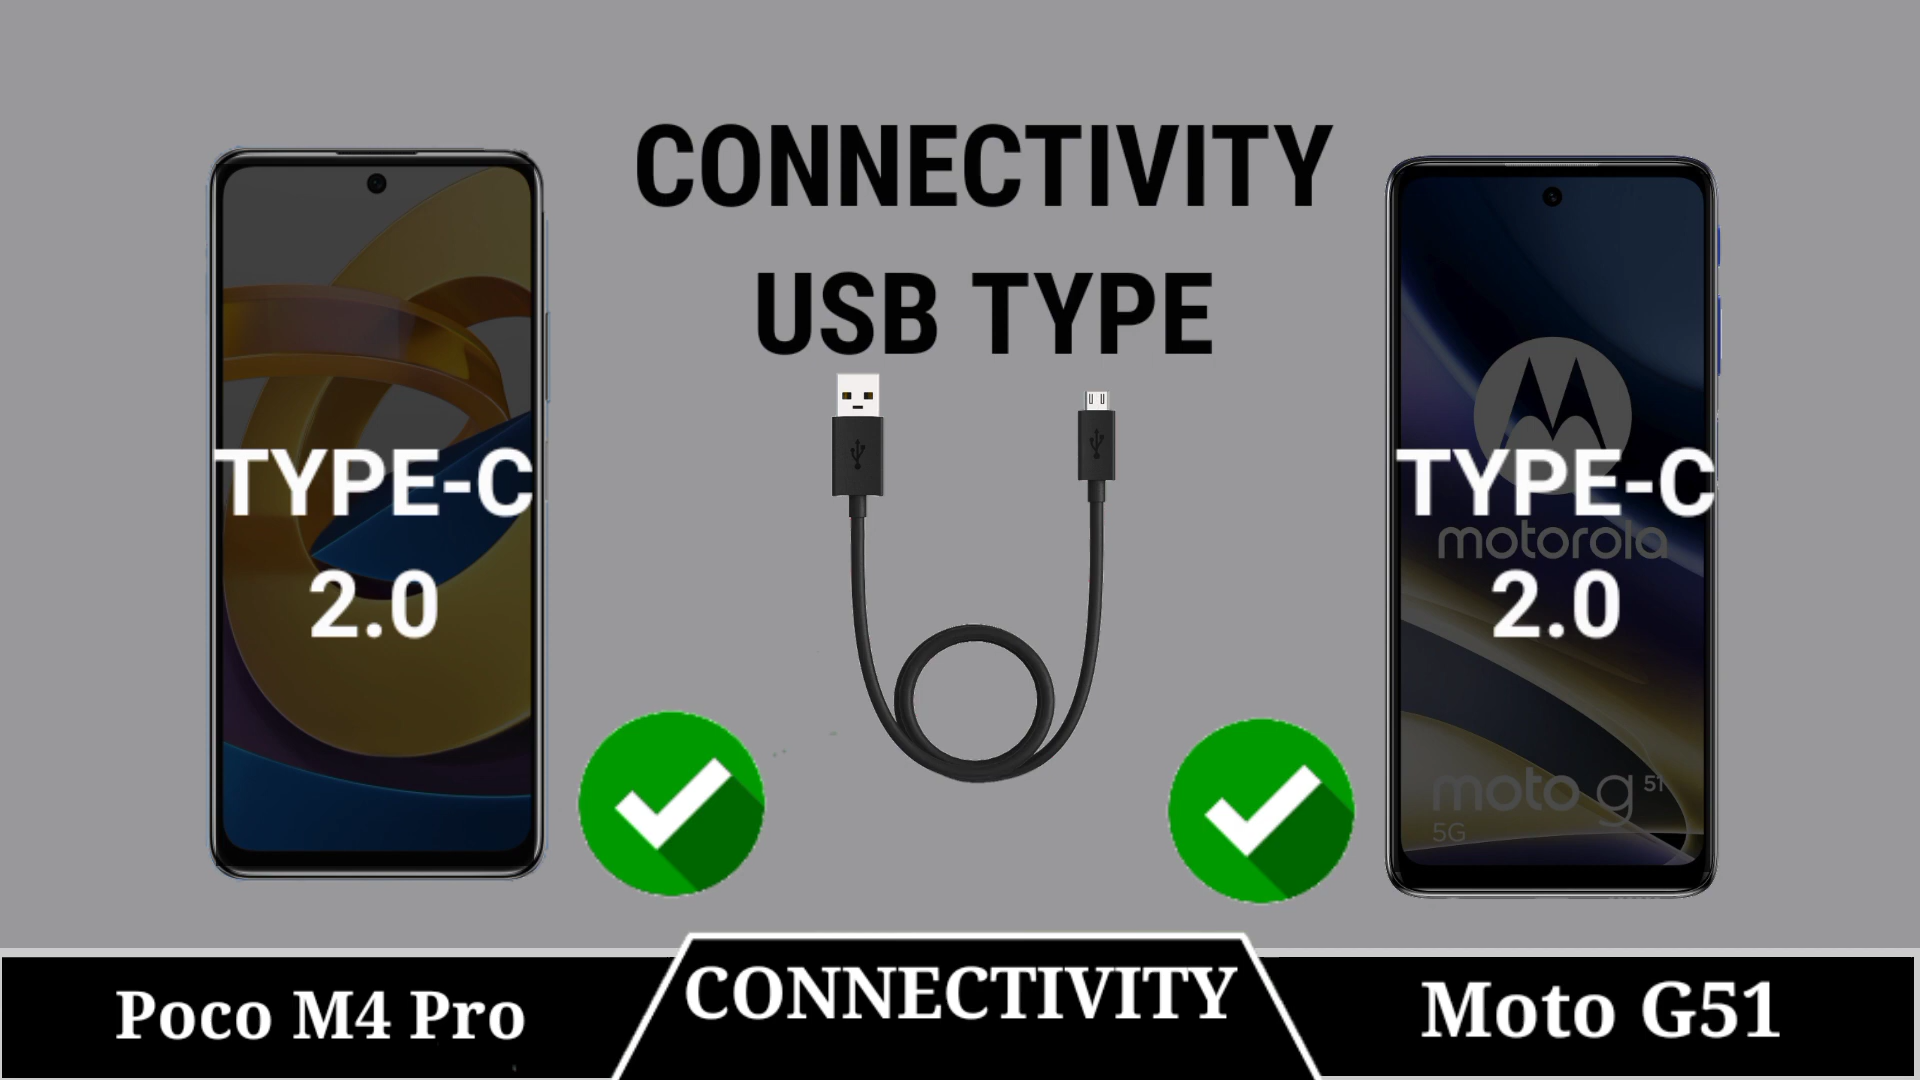 CONNECTIVITY
USB TYPE
TYPE-C
2.0
TYPE-C
motorola
2.0
moto g 51
5G
Poco M4 Pro
CONNECTIVITY
Moto G51